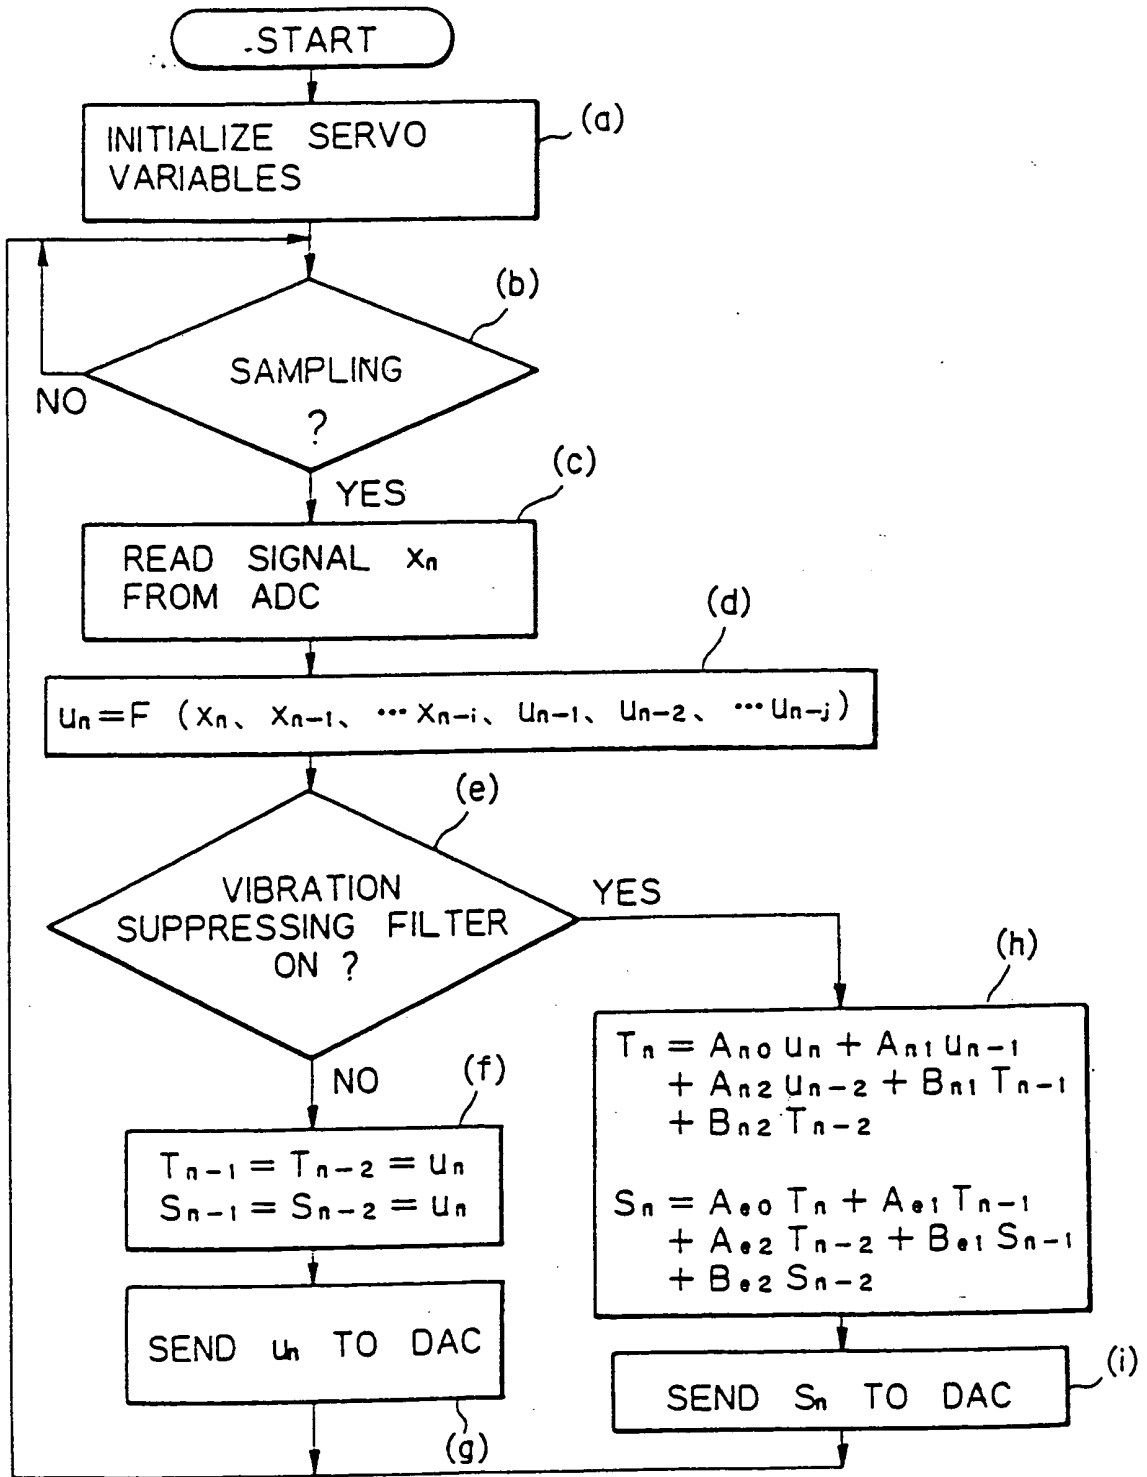 START
INITIALIZE SERVO
VARIABLES
(a)
(b)
SAMPLING
?
NO
YES
(c)
READ SIGNAL xₙ
FROM ADC
(d)
uₙ=F (xₙ、xₙ₋₁、…xₙ₋ᵢ、uₙ₋₁、uₙ₋₂、…uₙ₋ⱼ)
(e)
VIBRATION
SUPPRESSING FILTER
ON ?
YES
NO
(f)
Tₙ₋₁ = Tₙ₋₂ = uₙ
Sₙ₋₁ = Sₙ₋₂ = uₙ
SEND uₙ TO DAC
(g)
(h)
Tₙ = Aₙ₀ uₙ + Aₙ₁ uₙ₋₁
+ Aₙ₂ uₙ₋₂ + Bₙ₁ Tₙ₋₁
+ Bₙ₂ Tₙ₋₂
Sₙ = Aₑ₀ Tₙ + Aₑ₁ Tₙ₋₁
+ Aₑ₂ Tₙ₋₂ + Bₑ₁ Sₙ₋₁
+ Bₑ₂ Sₙ₋₂
SEND Sₙ TO DAC
(i)